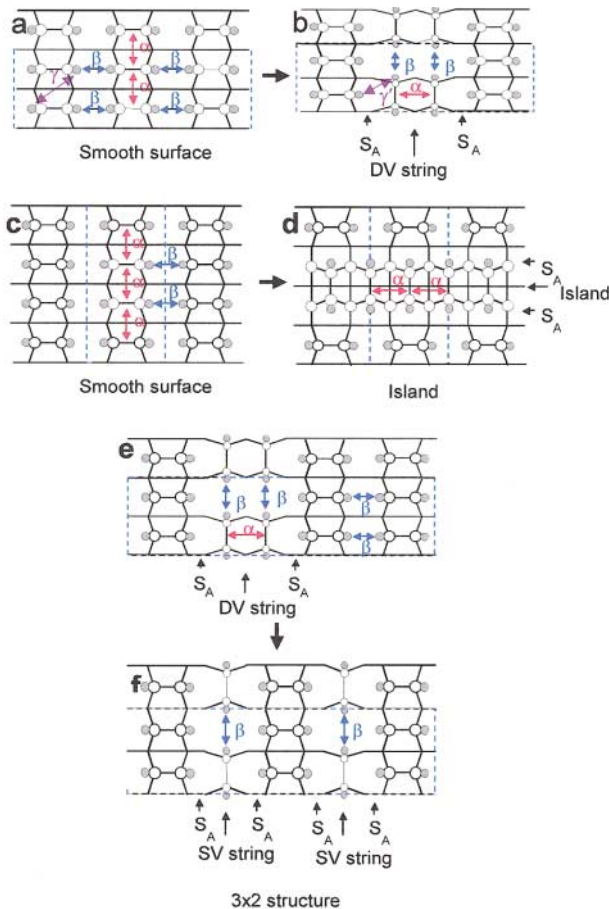 a
α
α
γ
β
β
β
β
Smooth surface
b
β
β
γ
α
S_A
S_A
DV string
c
α
α
α
β
β
Smooth surface
d
α
α
S_A
Island
S_A
Island
e
β
β
β
β
α
S_A
S_A
DV string
f
β
β
S_A
S_A
S_A
S_A
SV string
SV string
3x2 structure